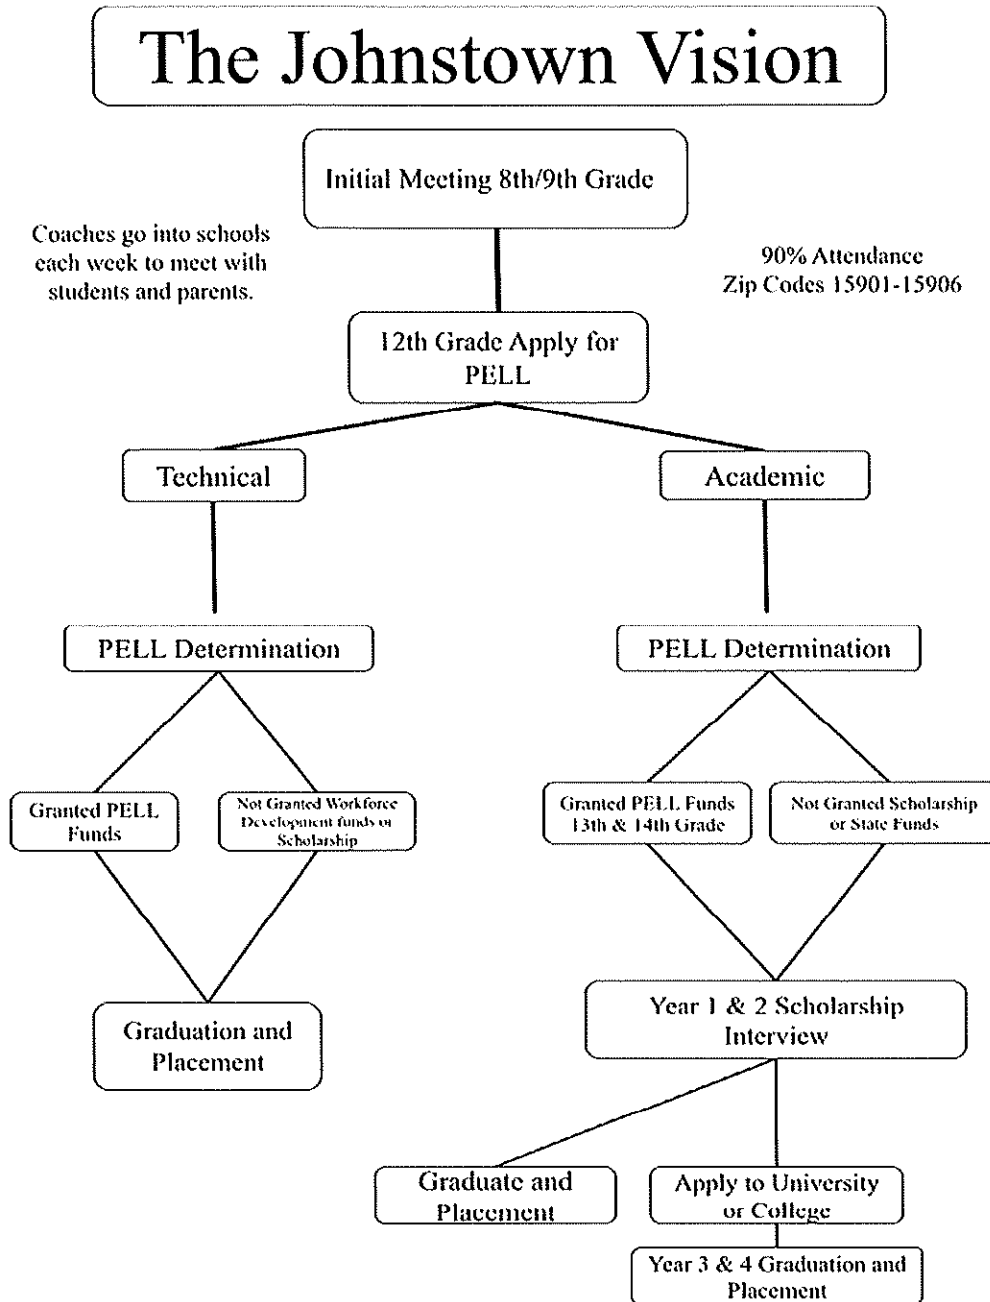 The Johnstown Vision
Initial Meeting 8th/9th Grade
Coaches go into schools
each week to meet with
students and parents.
90% Attendance
Zip Codes 15901-15906
12th Grade Apply for
PELL
Technical
Academic
PELL Determination
PELL Determination
Granted PELL
Funds
Not Granted Workforce
Development funds or
Scholarship
Granted PELL Funds
13th & 14th Grade
Not Granted Scholarship
or State Funds
Graduation and
Placement
Year 1 & 2 Scholarship
Interview
Graduate and
Placement
Apply to University
or College
Year 3 & 4 Graduation and
Placement